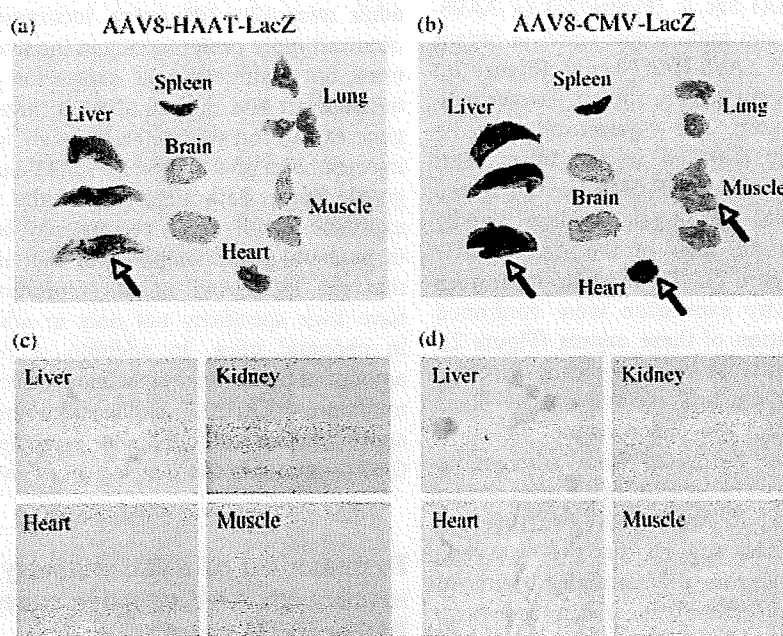 (a) AAV8-HAAT-LacZ
Spleen
Lung
Liver
Brain
Muscle
Heart
(b) AAV8-CMV-LacZ
Spleen
Lung
Liver
Muscle
Brain
Heart
(c)
Liver
Kidney
Heart
Muscle
(d)
Liver
Kidney
Heart
Muscle